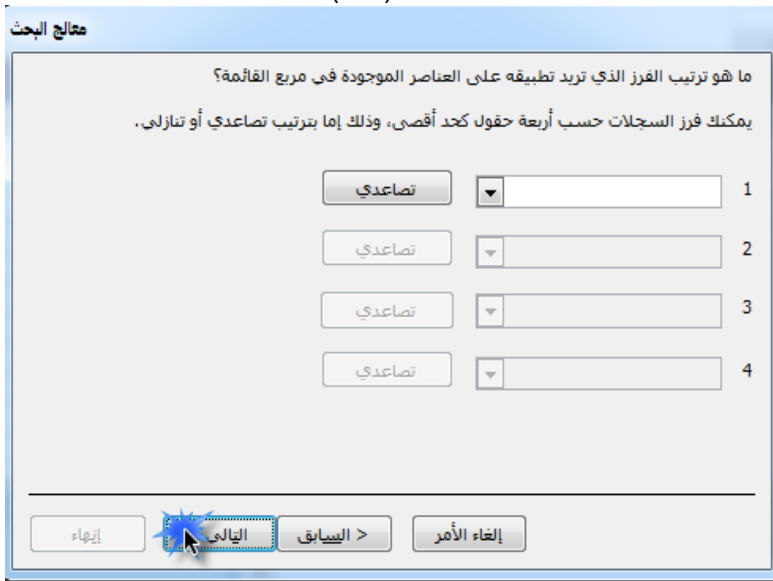 معالج البحث
ما هو ترتيب الفرز الذي تريد تطبيقه على العناصر الموجودة في مربع القائمة؟
يمكنك فرز السجلات حسب أربعة حقول كحد أقصى، وذلك إما بترتيب تصاعدي أو تنازلي.
1 تصاعدي
2 تصاعدي
3 تصاعدي
4 تصاعدي
إلغاء الأمر < السابق التالي إنهاء